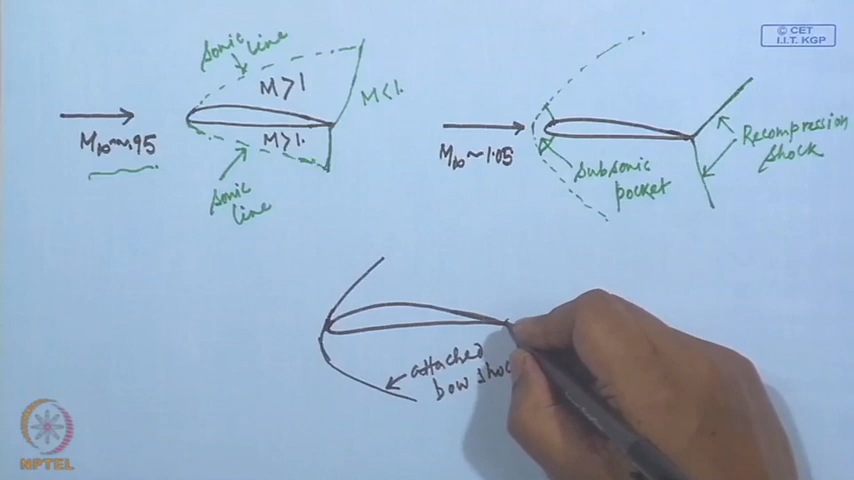 © CET
I.I.T. KGP
Sonic
line
M>1
M<1.
M∞~.95
M>1.
Sonic
line
M∞~1.05
Subsonic
pocket
Recompression
shock
attached
bow shoc
NPTEL